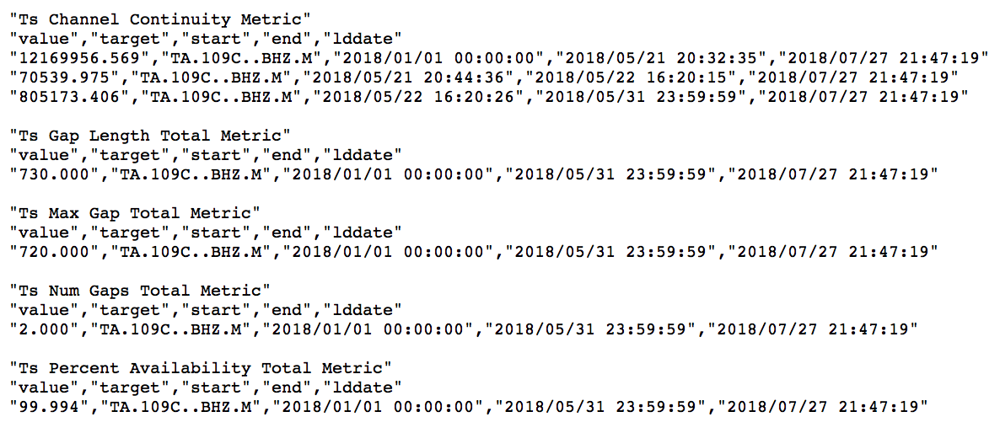 "Ts Channel Continuity Metric"
"value","target","start","end","lddate"
"12169956.569","TA.109C..BHZ.M","2018/01/01 00:00:00","2018/05/21 20:32:35","2018/07/27 21:47:19"
"70539.975","TA.109C..BHZ.M","2018/05/21 20:44:36","2018/05/22 16:20:15","2018/07/27 21:47:19"
"805173.406","TA.109C..BHZ.M","2018/05/22 16:20:26","2018/05/31 23:59:59","2018/07/27 21:47:19"
"Ts Gap Length Total Metric"
"value","target","start","end","lddate"
"730.000","TA.109C..BHZ.M","2018/01/01 00:00:00","2018/05/31 23:59:59","2018/07/27 21:47:19"
"Ts Max Gap Total Metric"
"value","target","start","end","lddate"
"720.000","TA.109C..BHZ.M","2018/01/01 00:00:00","2018/05/31 23:59:59","2018/07/27 21:47:19"
"Ts Num Gaps Total Metric"
"value","target","start","end","lddate"
"2.000","TA.109C..BHZ.M","2018/01/01 00:00:00","2018/05/31 23:59:59","2018/07/27 21:47:19"
"Ts Percent Availability Total Metric"
"value","target","start","end","lddate"
"99.994","TA.109C..BHZ.M","2018/01/01 00:00:00","2018/05/31 23:59:59","2018/07/27 21:47:19"